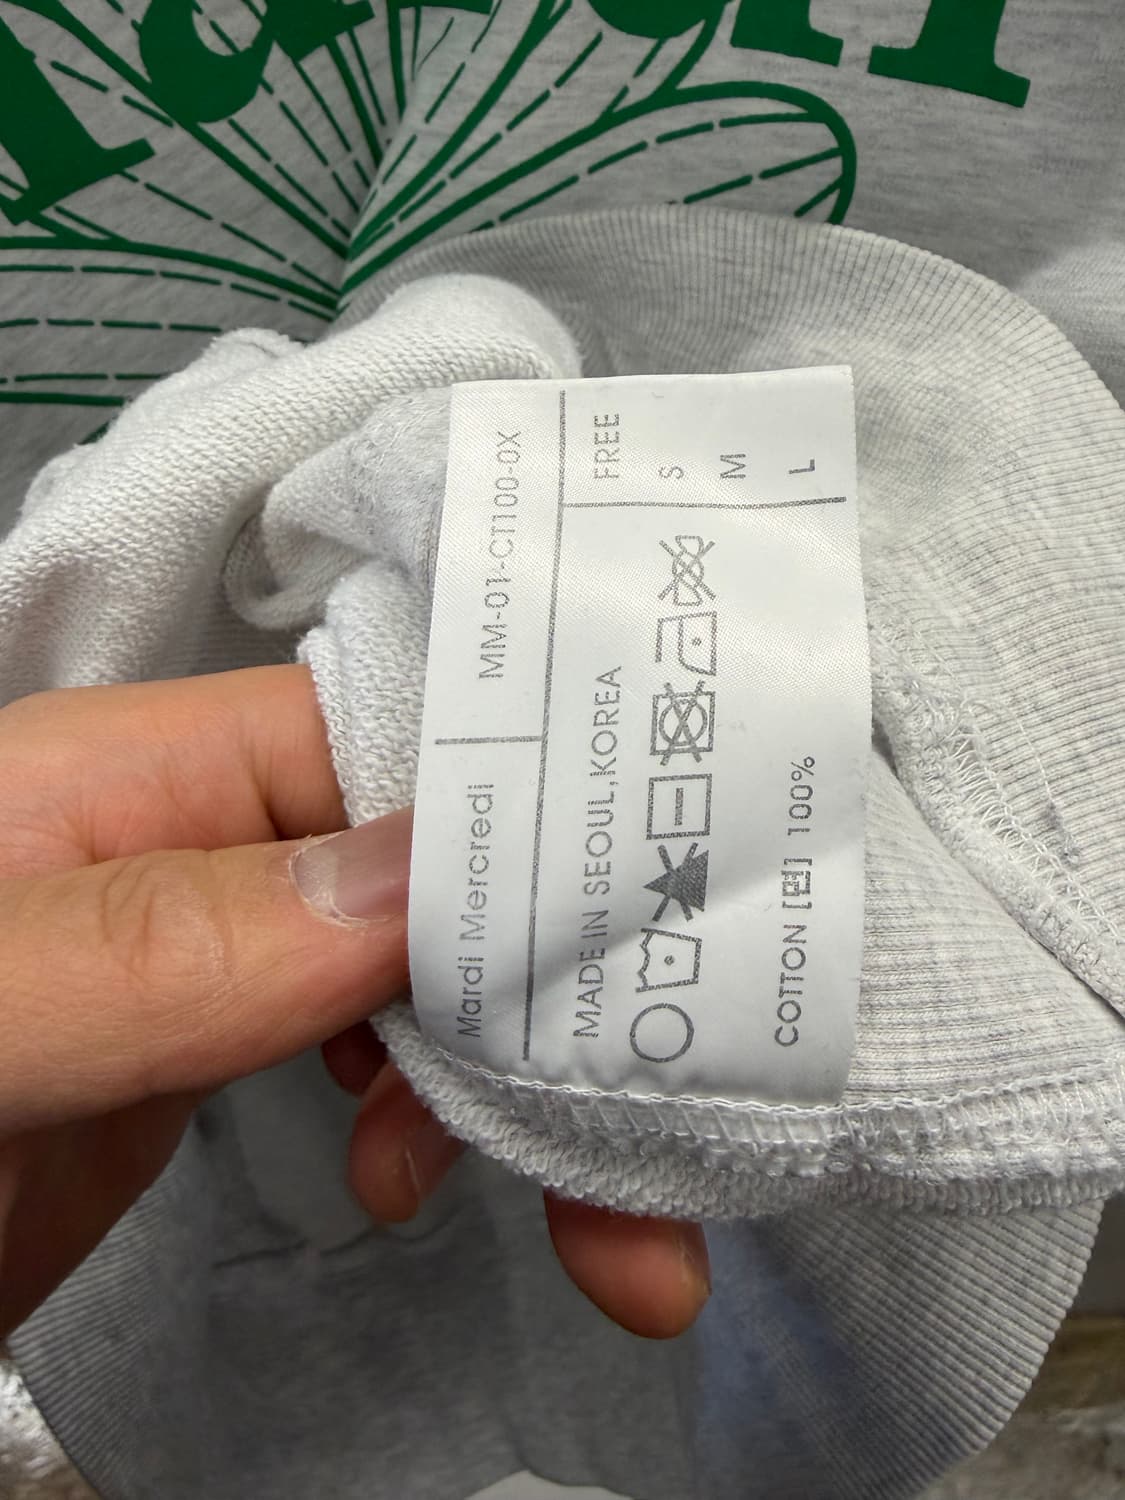 Mardi Mercredi
MM-01-CT100-0X
MADE IN SEOUL,KOREA
COTTON [면] 100%
FREE
S
M
L